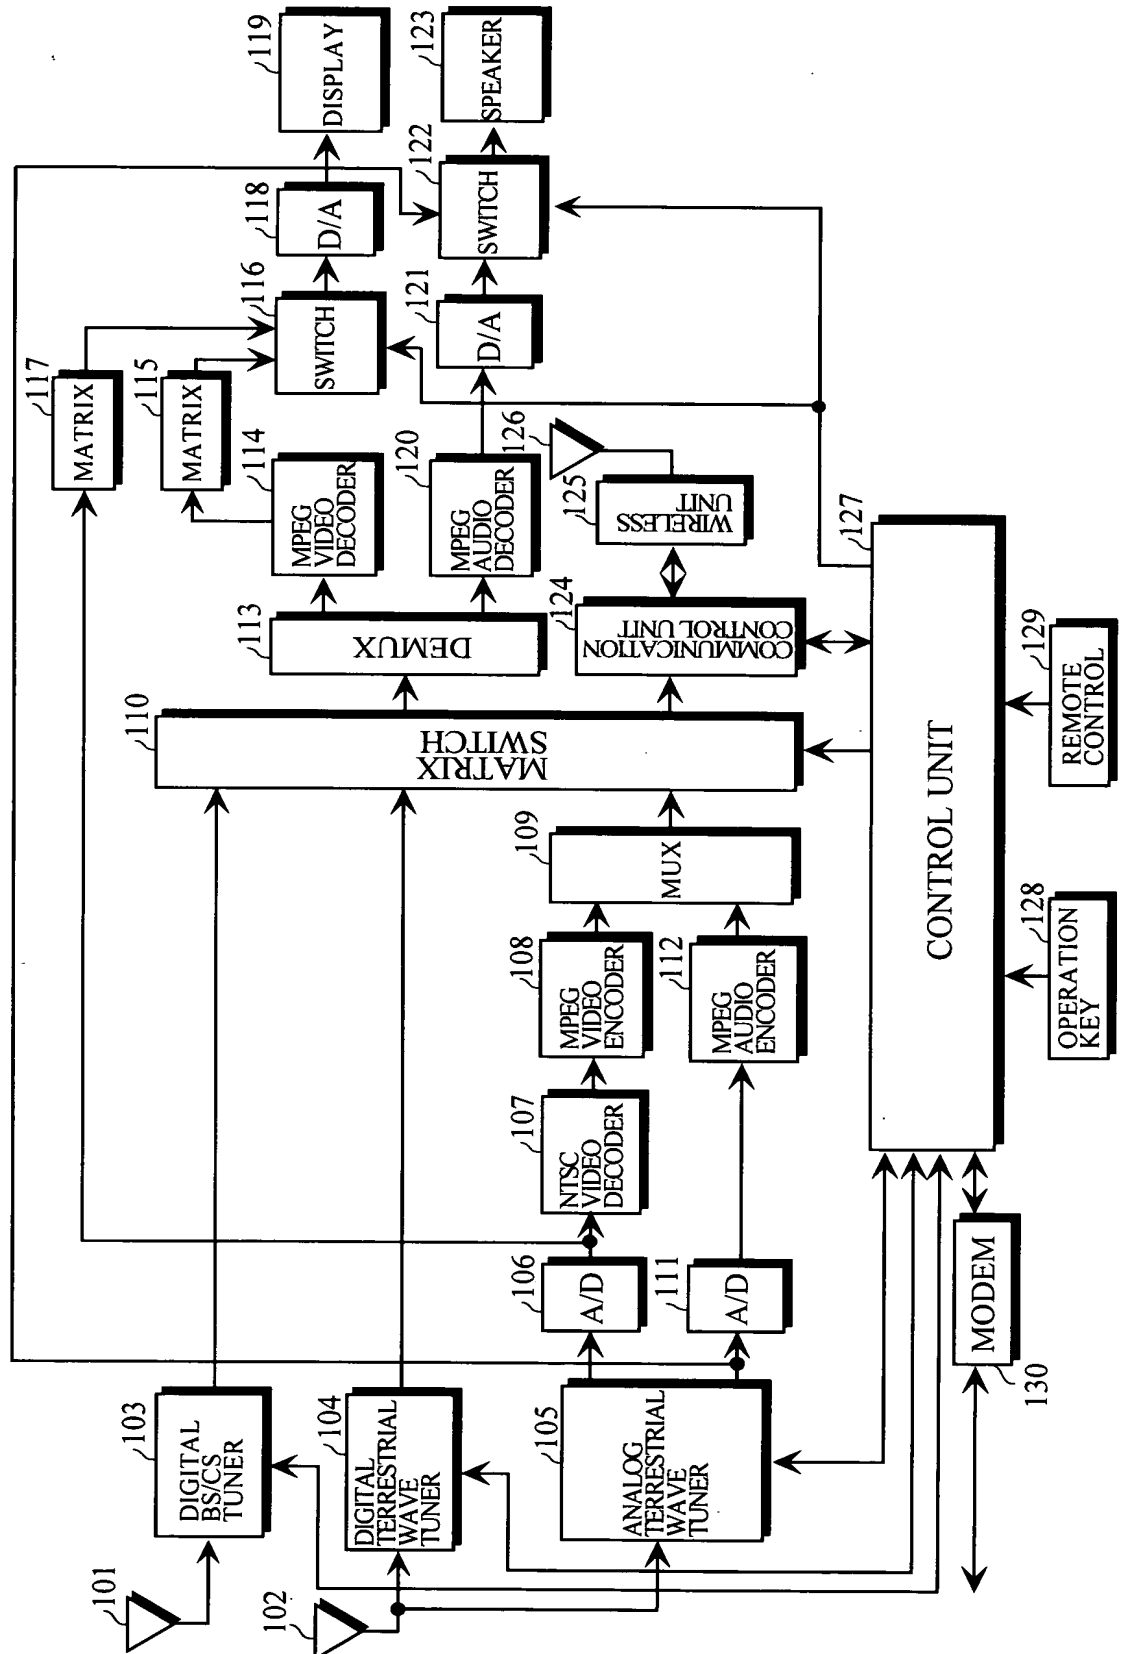 101
102
103
DIGITAL
BS/CS
TUNER
104
DIGITAL
TERRESTRIAL
WAVE
TUNER
105
ANALOG
TERRESTRIAL
WAVE
TUNER
106
A/D
111
A/D
107
NTSC
VIDEO
DECODER
108
MPEG
VIDEO
ENCODER
112
MPEG
AUDIO
ENCODER
109
MUX
110
MATRIX
SWITCH
113
DEMUX
114
MPEG
VIDEO
DECODER
120
MPEG
AUDIO
DECODER
117
MATRIX
115
MATRIX
116
SWITCH
118
D/A
119
DISPLAY
121
D/A
122
SWITCH
123
SPEAKER
124
COMMUNICATION
CONTROL UNIT
125
WIRELESS
UNIT
126
127
CONTROL UNIT
128
OPERATION
KEY
129
REMOTE
CONTROL
MODEM
130